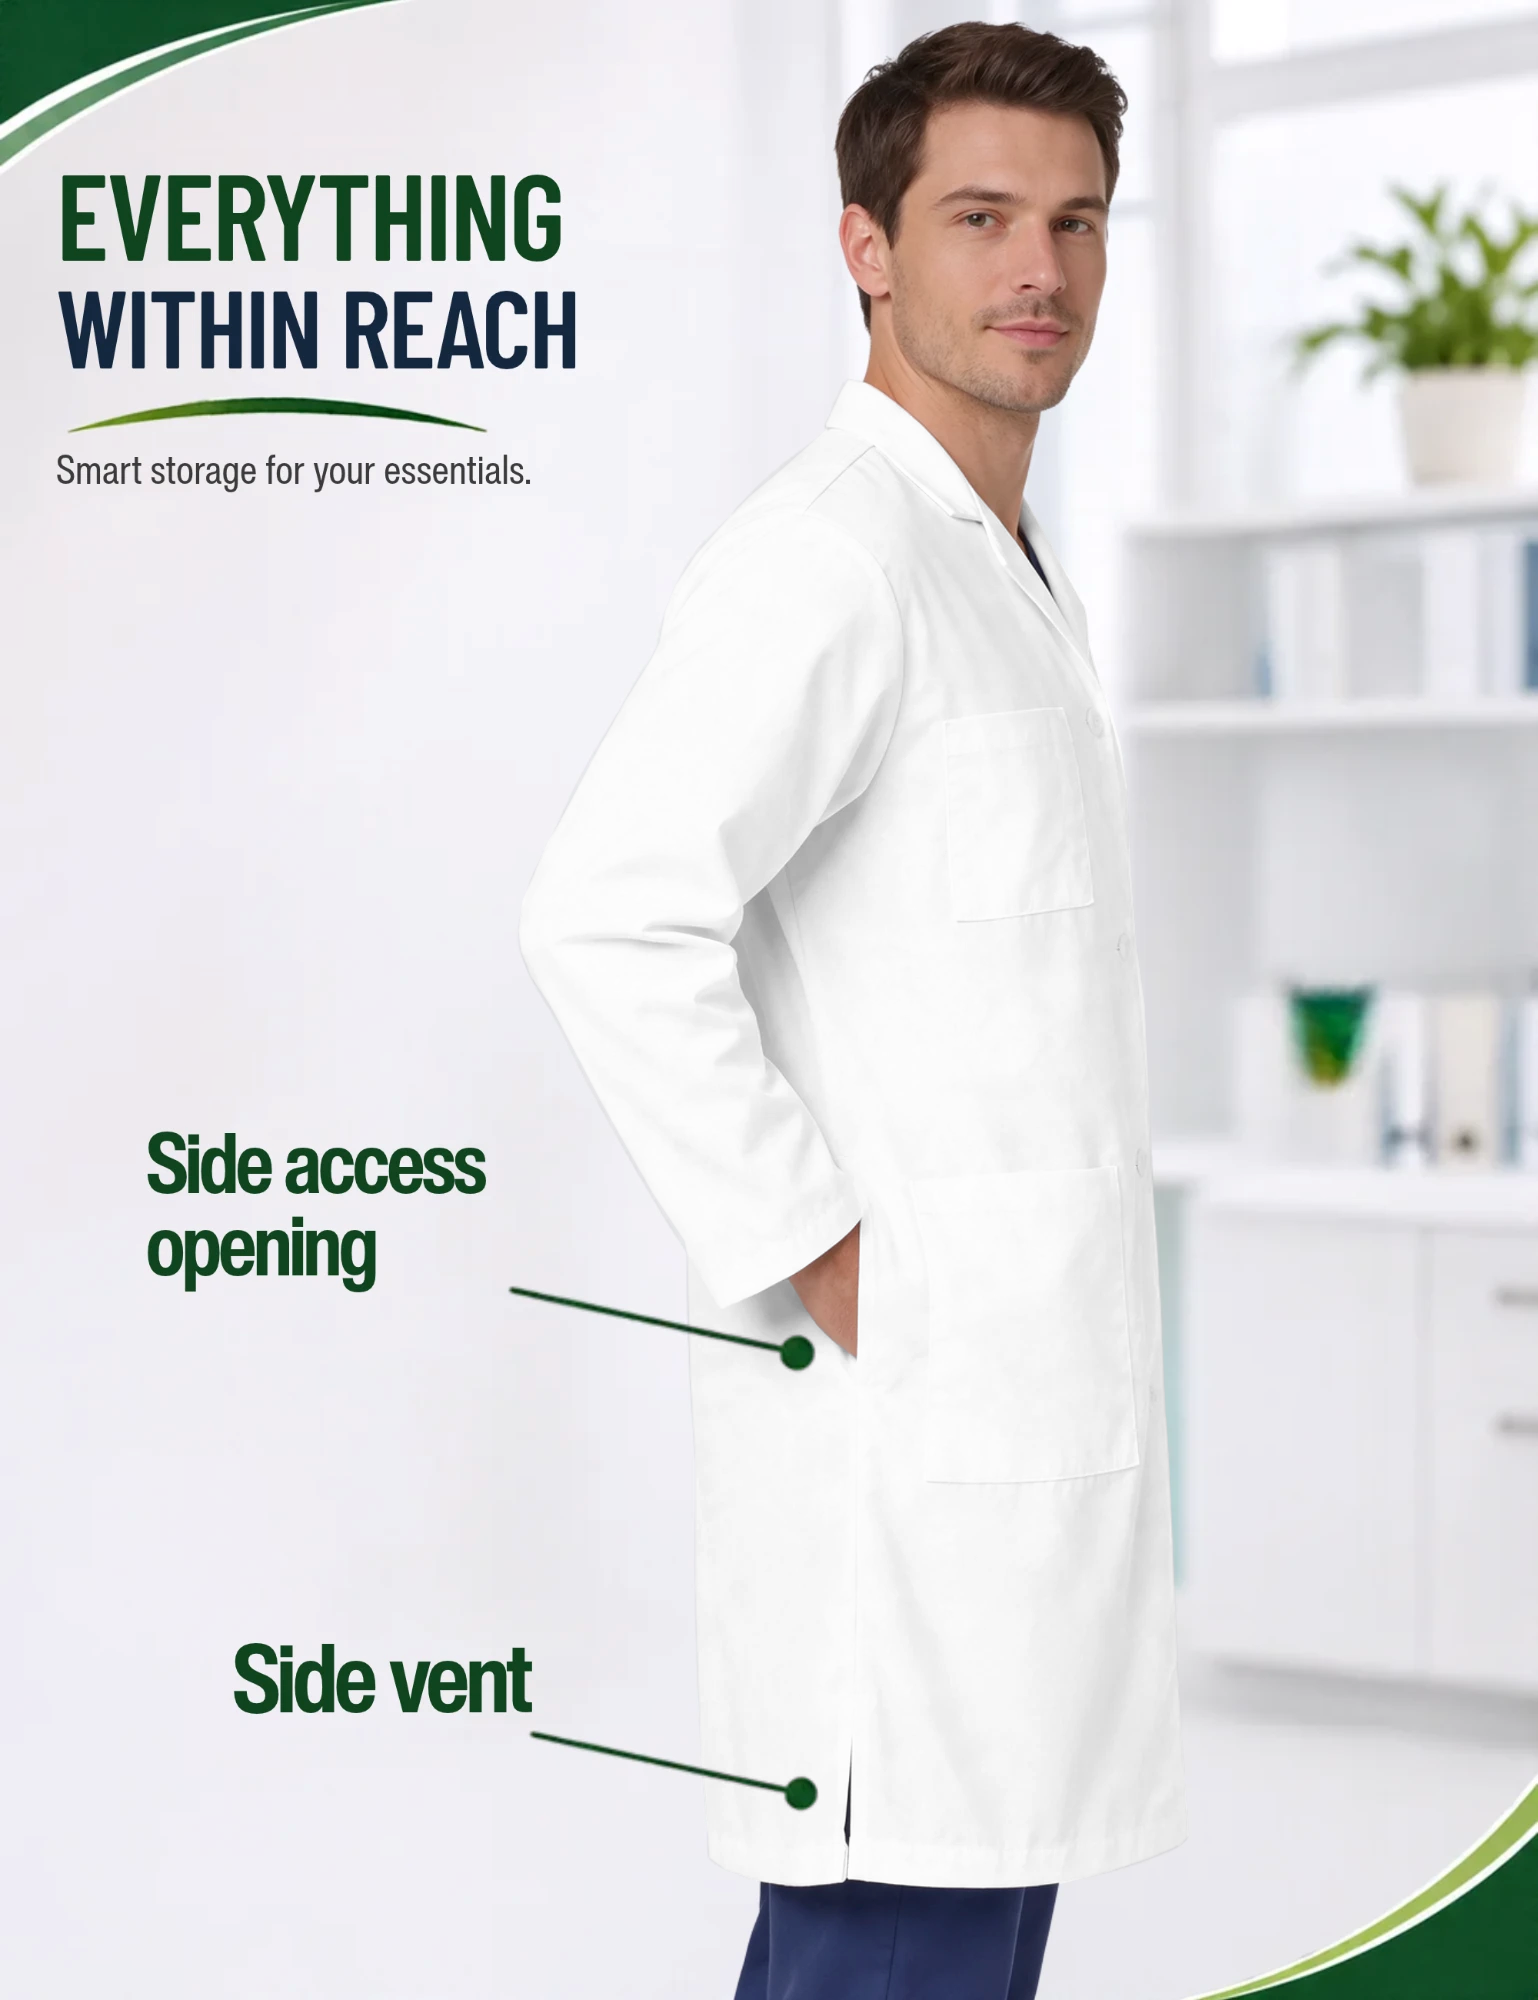 EVERYTHING
WITHIN REACH
Smart storage for your essentials.
Side access
opening
Side vent